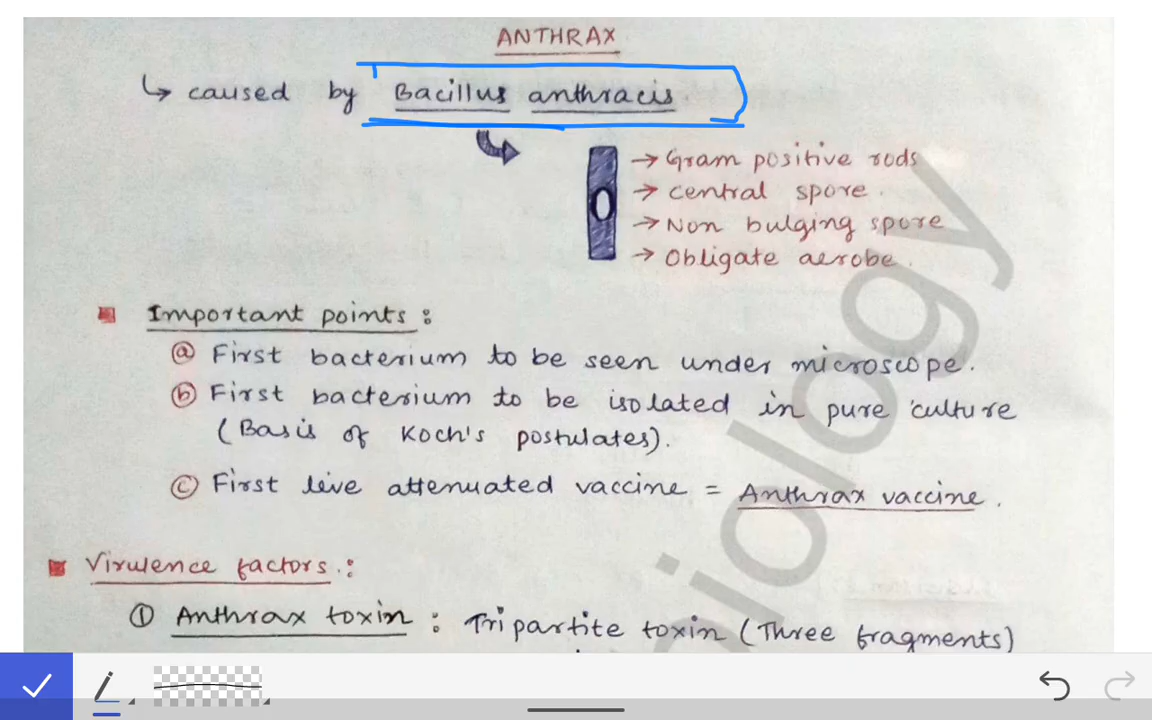 ANTHRAX
↳ caused by Bacillus anthracis.
→ Gram positive rods
→ central spore.
→ Non bulging spore
→ Obligate aerobe.
Important points :
ⓐ First bacterium to be seen under microscope.
ⓑ First bacterium to be isolated in pure culture
(Basis of Koch's postulates).
ⓒ First live attenuated vaccine = Anthrax vaccine.
Virulence factors :
① Anthrax toxin : Tripartite toxin (Three fragments)
iology